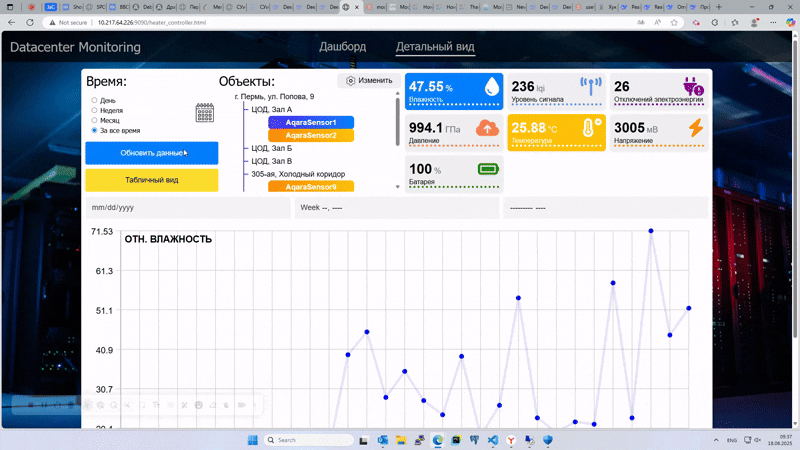 Not secure 10.217.64.226:9090/heater_controller.html
Datacenter Monitoring
Дашборд
Детальный вид
Время:
День
Неделя
Месяц
За все время
Обновить данные
Табличный вид
Объекты:
Изменить
г. Пермь, ул. Попова, 9
ЦОД, Зал А
AqaraSensor1
AqaraSensor2
ЦОД, Зал Б
ЦОД, Зал В
305-ая, Холодный коридор
AqaraSensor9
47.55 %
Влажность
236 lqi
Уровень сигнала
26
Отключений электроэнергии
994.1 ГПа
Давление
25.88 °C
Температура
3005 мВ
Напряжение
100 %
Батарея
mm/dd/yyyy
Week --, ----
--------- ----
ОТН. ВЛАЖНОСТЬ
71.53
61.3
51.1
40.9
30.7
Search
ENG
09:37
18.06.2025